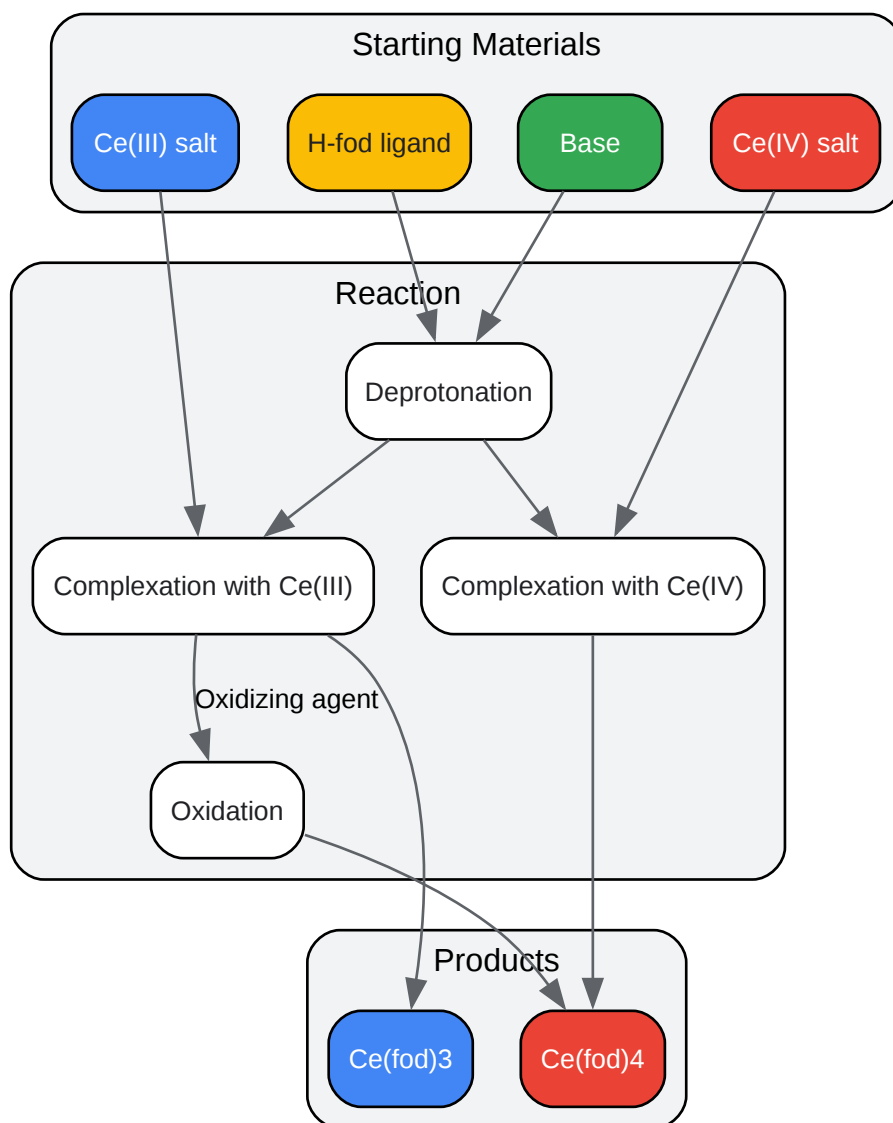 Starting Materials
Ce(III) salt
H-fod ligand
Base
Ce(IV) salt
Reaction
Deprotonation
Complexation with Ce(III)
Complexation with Ce(IV)
Oxidizing agent
Oxidation
Products
Ce(fod)3
Ce(fod)4